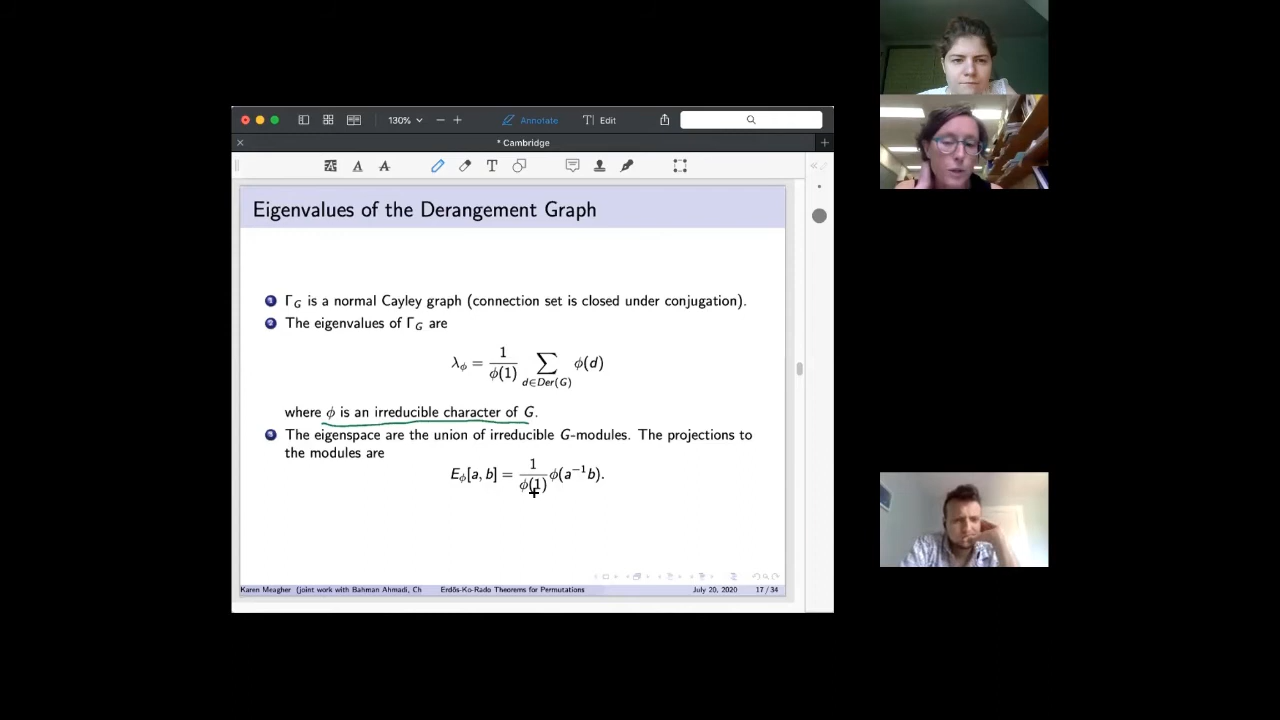 130%
Annotate
Edit
* Cambridge
Eigenvalues of the Derangement Graph
1 Γ_G is a normal Cayley graph (connection set is closed under conjugation).
2 The eigenvalues of Γ_G are
λ_ϕ = 1/ϕ(1) ∑_{d∈Der(G)} ϕ(d)
where ϕ is an irreducible character of G.
3 The eigenspace are the union of irreducible G-modules. The projections to
the modules are
E_ϕ[a, b] = 1/ϕ(1) ϕ(a⁻¹b).
Karen Meagher (joint work with Bahman Ahmadi, Ch
Erdős-Ko-Rado Theorems for Permutations
July 20, 2020
17 / 34